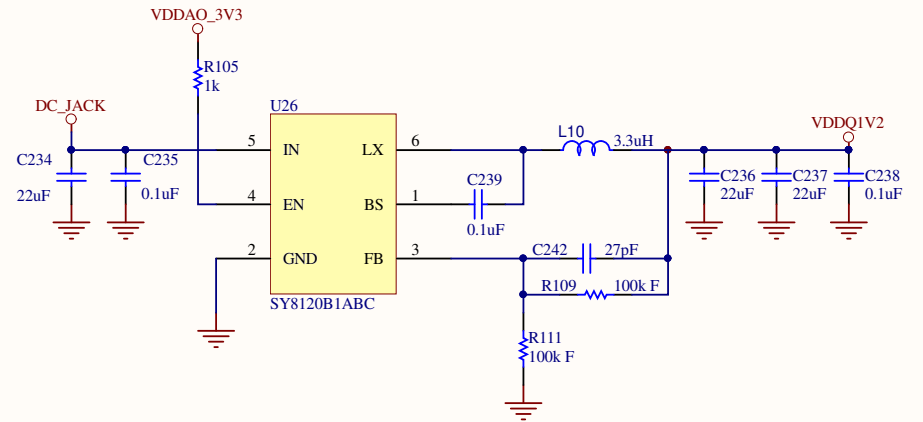 VDDAO_3V3
R105
1k
DC_JACK
U26
VDDQ1V2
C234
22uF
C235
0.1uF
5
IN
LX
6
L10
3.3uH
4
EN
BS
1
C239
0.1uF
C236
22uF
C237
22uF
C238
0.1uF
2
GND
FB
3
C242
27pF
R109
100k F
SY8120B1ABC
R111
100k F